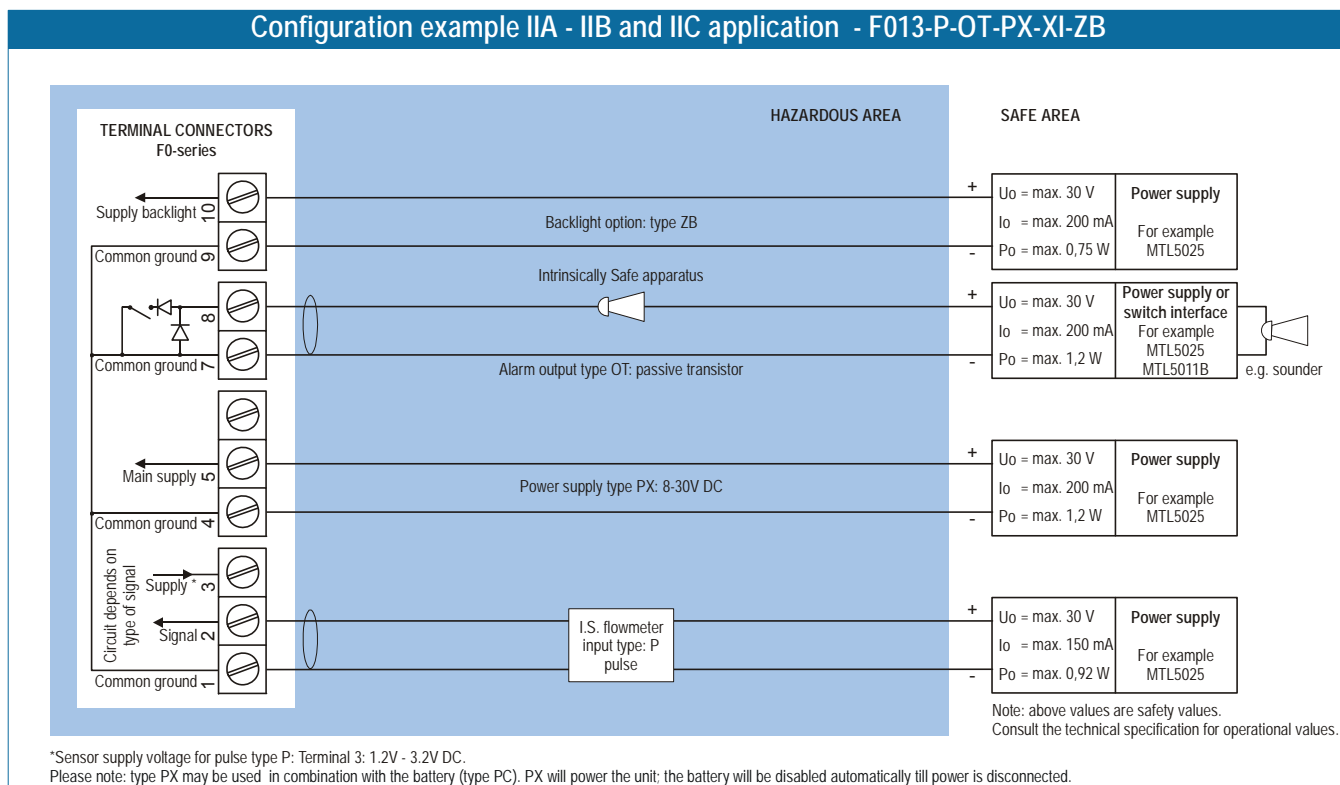 Configuration example IIA - IIB and IIC application - F013-P-OT-PX-XI-ZB
HAZARDOUS AREA
SAFE AREA
TERMINAL CONNECTORS
F0-series
Supply backlight
10
Common ground
9
Backlight option: type ZB
+
-
Uo = max. 30 V
Io = max. 200 mA
Po = max. 0,75 W
Power supply
For example
MTL5025
8
Common ground
7
Intrinsically Safe apparatus
Alarm output type OT: passive transistor
+
-
Uo = max. 30 V
Io = max. 200 mA
Po = max. 1,2 W
Power supply or
switch interface
For example
MTL5025
MTL5011B
e.g. sounder
Main supply
5
Common ground
4
Power supply type PX: 8-30V DC
+
-
Uo = max. 30 V
Io = max. 200 mA
Po = max. 1,2 W
Power supply
For example
MTL5025
Circuit depends on
type of signal
Supply *
3
Signal
2
Common ground
1
I.S. flowmeter
input type: P
pulse
+
-
Uo = max. 30 V
Io = max. 150 mA
Po = max. 0,92 W
Power supply
For example
MTL5025
Note: above values are safety values.
Consult the technical specification for operational values.
*Sensor supply voltage for pulse type P: Terminal 3: 1.2V - 3.2V DC.
Please note: type PX may be used in combination with the battery (type PC). PX will power the unit; the battery will be disabled automatically till power is disconnected.